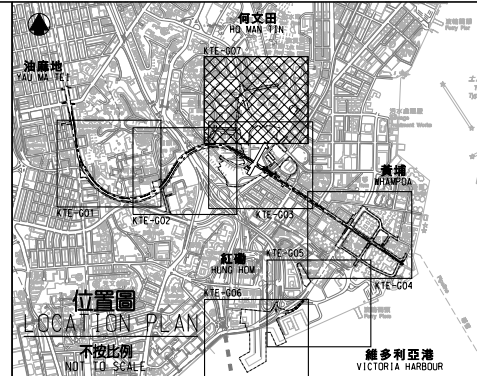 何文田
HO MAN TIN
KTE-G07
油麻地
YAU MA TEI
黃埔
WHAMPOA
KTE-G01
KTE-G02
KTE-G03
紅磡
HUNG HOM
KTE-G05
KTE-G04
KTE-G06
位置圖
LOCATION PLAN
不按比例
NOT TO SCALE
維多利亞港
VICTORIA HARBOUR